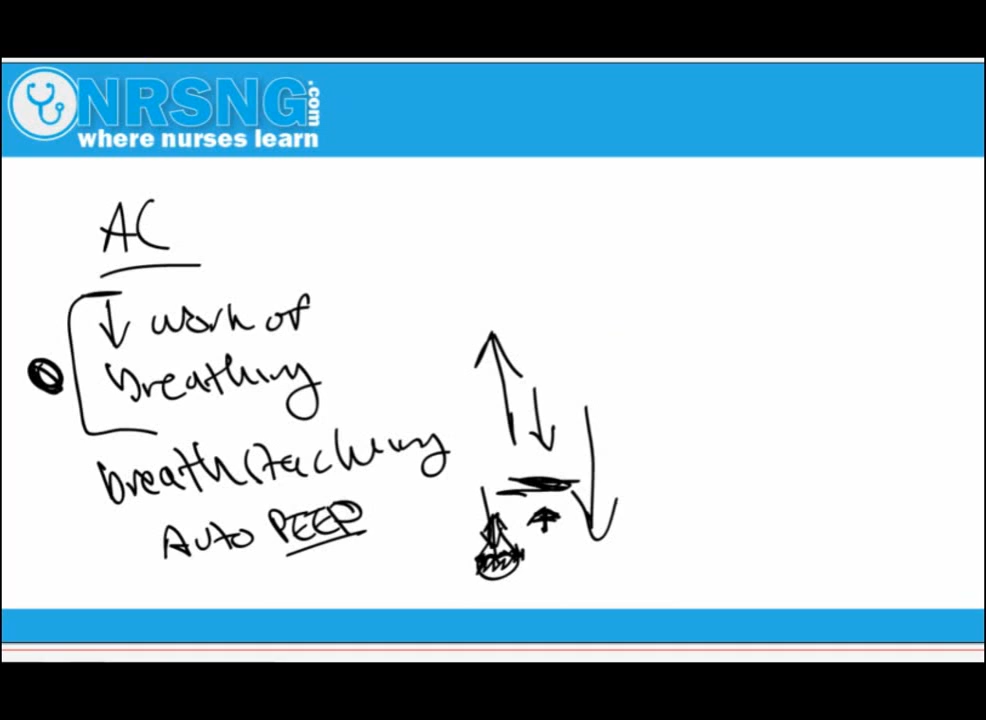 NRSNG.com
where nurses learn
AC
↓ work of
breathing
breath stacking
Auto PEEP